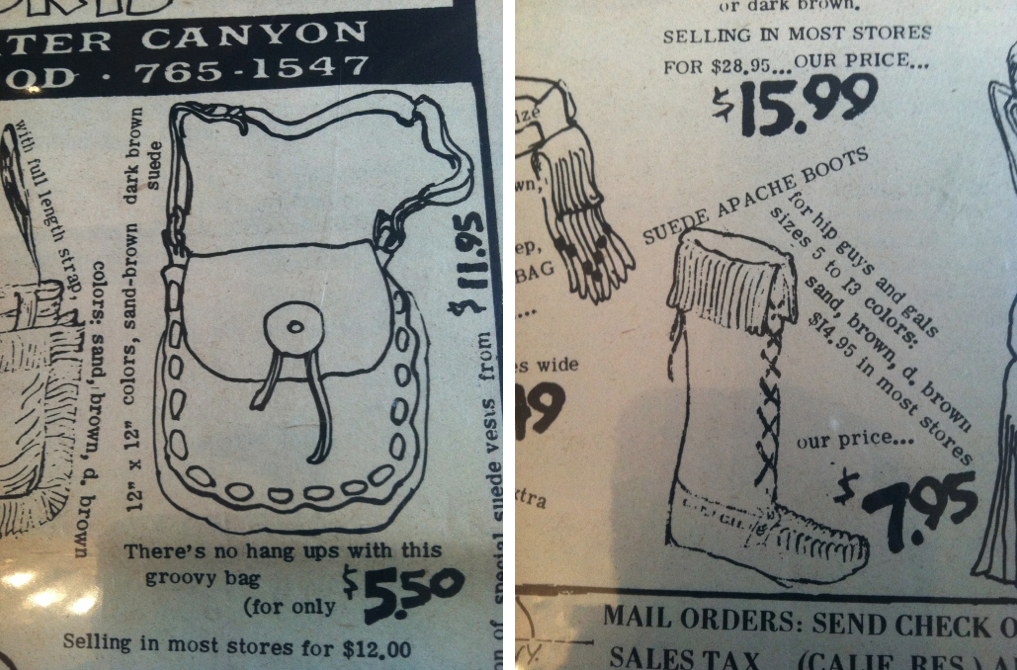 CANYON
765-1547
with full length strap,
colors: sand, brown, d. brown
12" x 12" colors, sand-brown dark brown
suede
$11.95
suede vests from
of special
There's no hang ups with this
groovy bag
(for only $5.50
Selling in most stores for $12.00
or dark brown.
SELLING IN MOST STORES
FOR $28.95...OUR PRICE...
$15.99
SUEDE APACHE BOOTS
for hip guys and gals
sizes 5 to 13 colors:
sand, brown, d. brown
$14.95 in most stores
our price...
$7.95
BAG
wide
MAIL ORDERS: SEND CHECK
SALES TAX (CALIF. RES.)